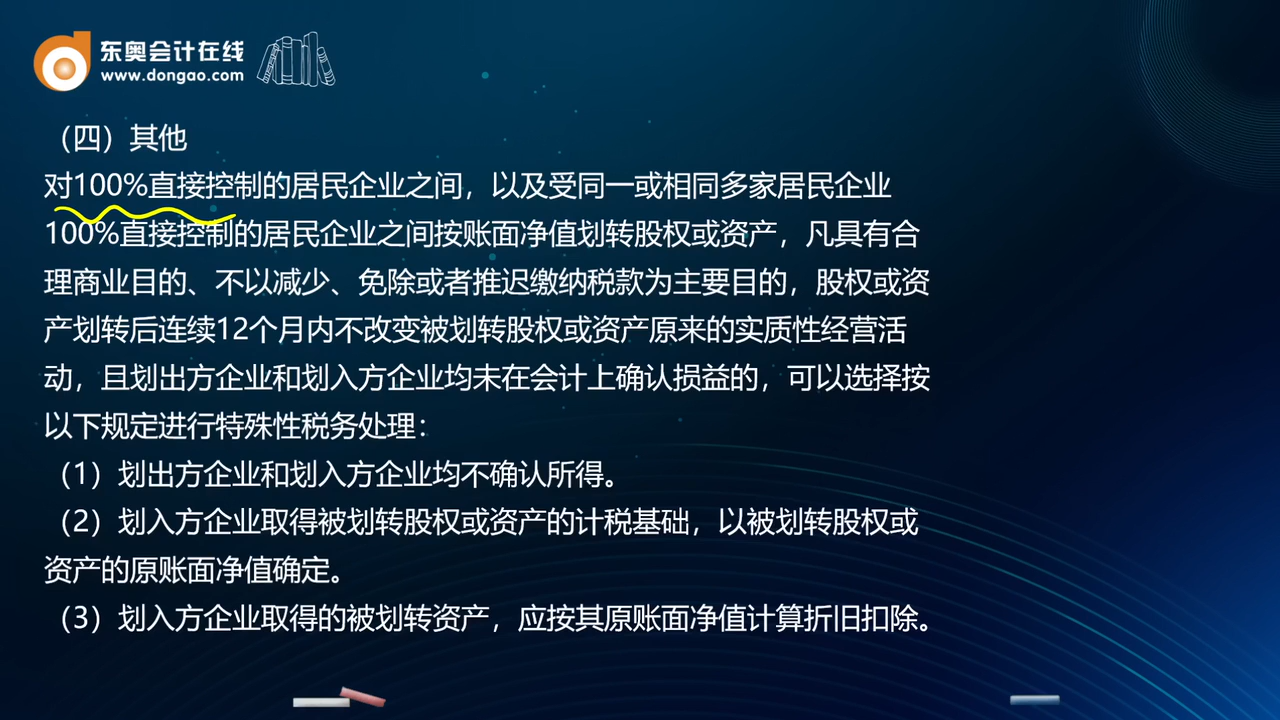 东奥会计在线
www.dongao.com
（四）其他
对100%直接控制的居民企业之间，以及受同一或相同多家居民企业
100%直接控制的居民企业之间按账面净值划转股权或资产，凡具有合
理商业目的、不以减少、免除或者推迟缴纳税款为主要目的，股权或资
产划转后连续12个月内不改变被划转股权或资产原来的实质性经营活
动，且划出方企业和划入方企业均未在会计上确认损益的，可以选择按
以下规定进行特殊性税务处理：
（1）划出方企业和划入方企业均不确认所得。
（2）划入方企业取得被划转股权或资产的计税基础，以被划转股权或
资产的原账面净值确定。
（3）划入方企业取得的被划转资产，应按其原账面净值计算折旧扣除。